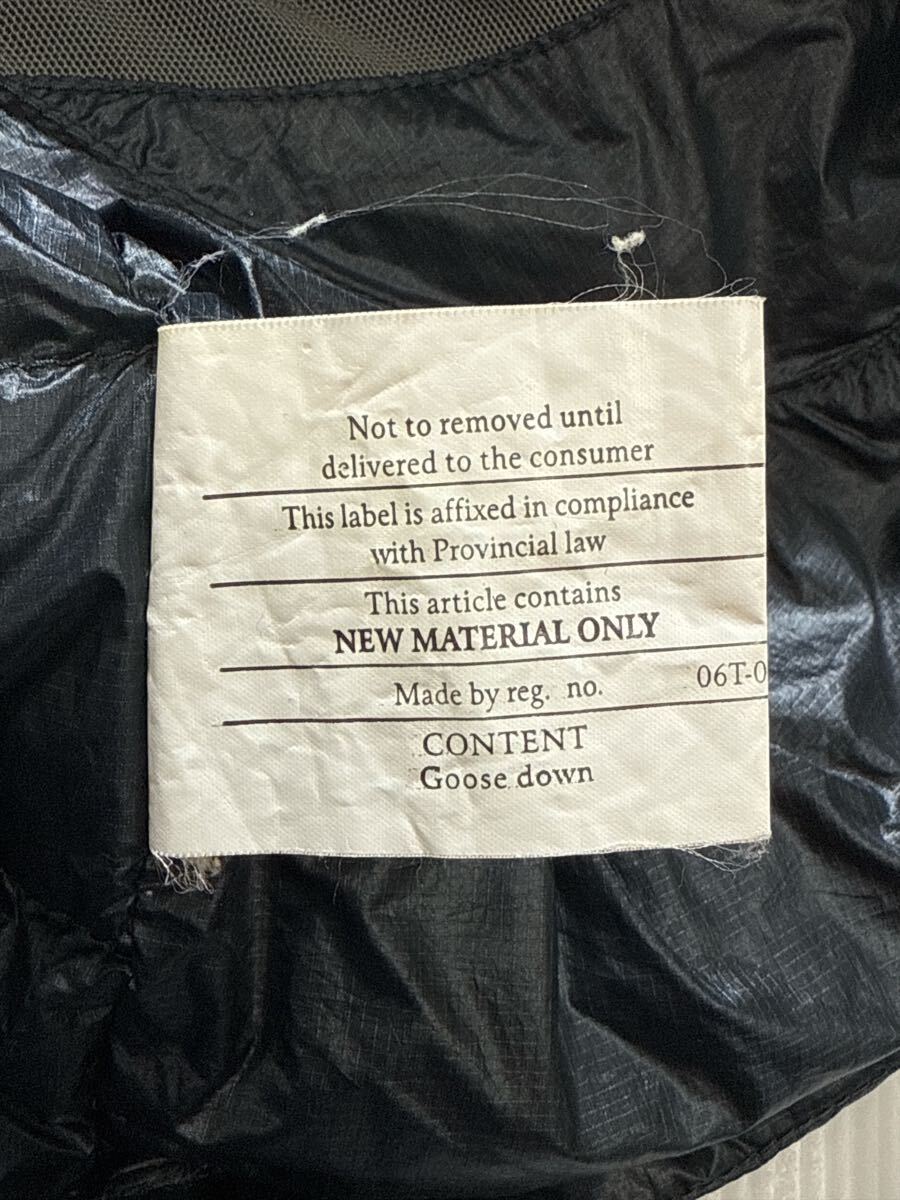 Not to removed until
delivered to the consumer
This label is affixed in compliance
with Provincial law
This article contains
NEW MATERIAL ONLY
Made by reg. no. 06T-0
CONTENT
Goose down